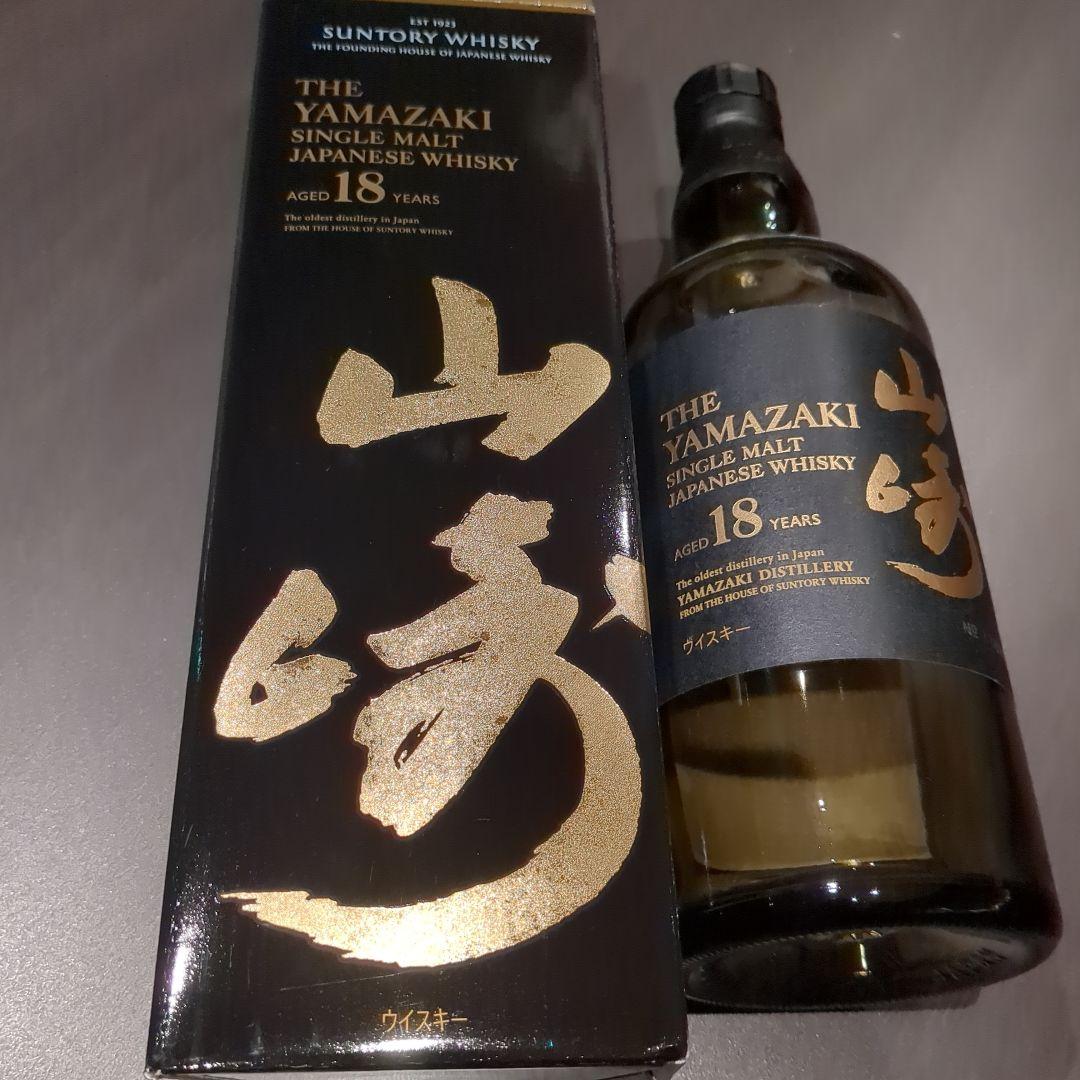 EST 1923
SUNTORY WHISKY
THE FOUNDING HOUSE OF JAPANESE WHISKY
THE
YAMAZAKI
SINGLE MALT
JAPANESE WHISKY
AGED 18 YEARS
The oldest distillery in Japan
FROM THE HOUSE OF SUNTORY WHISKY
山崎
ウイスキー
THE
YAMAZAKI
SINGLE MALT
JAPANESE WHISKY
AGED 18 YEARS
The oldest distillery in Japan
YAMAZAKI DISTILLERY
FROM THE HOUSE OF SUNTORY WHISKY
ウイスキー
山崎